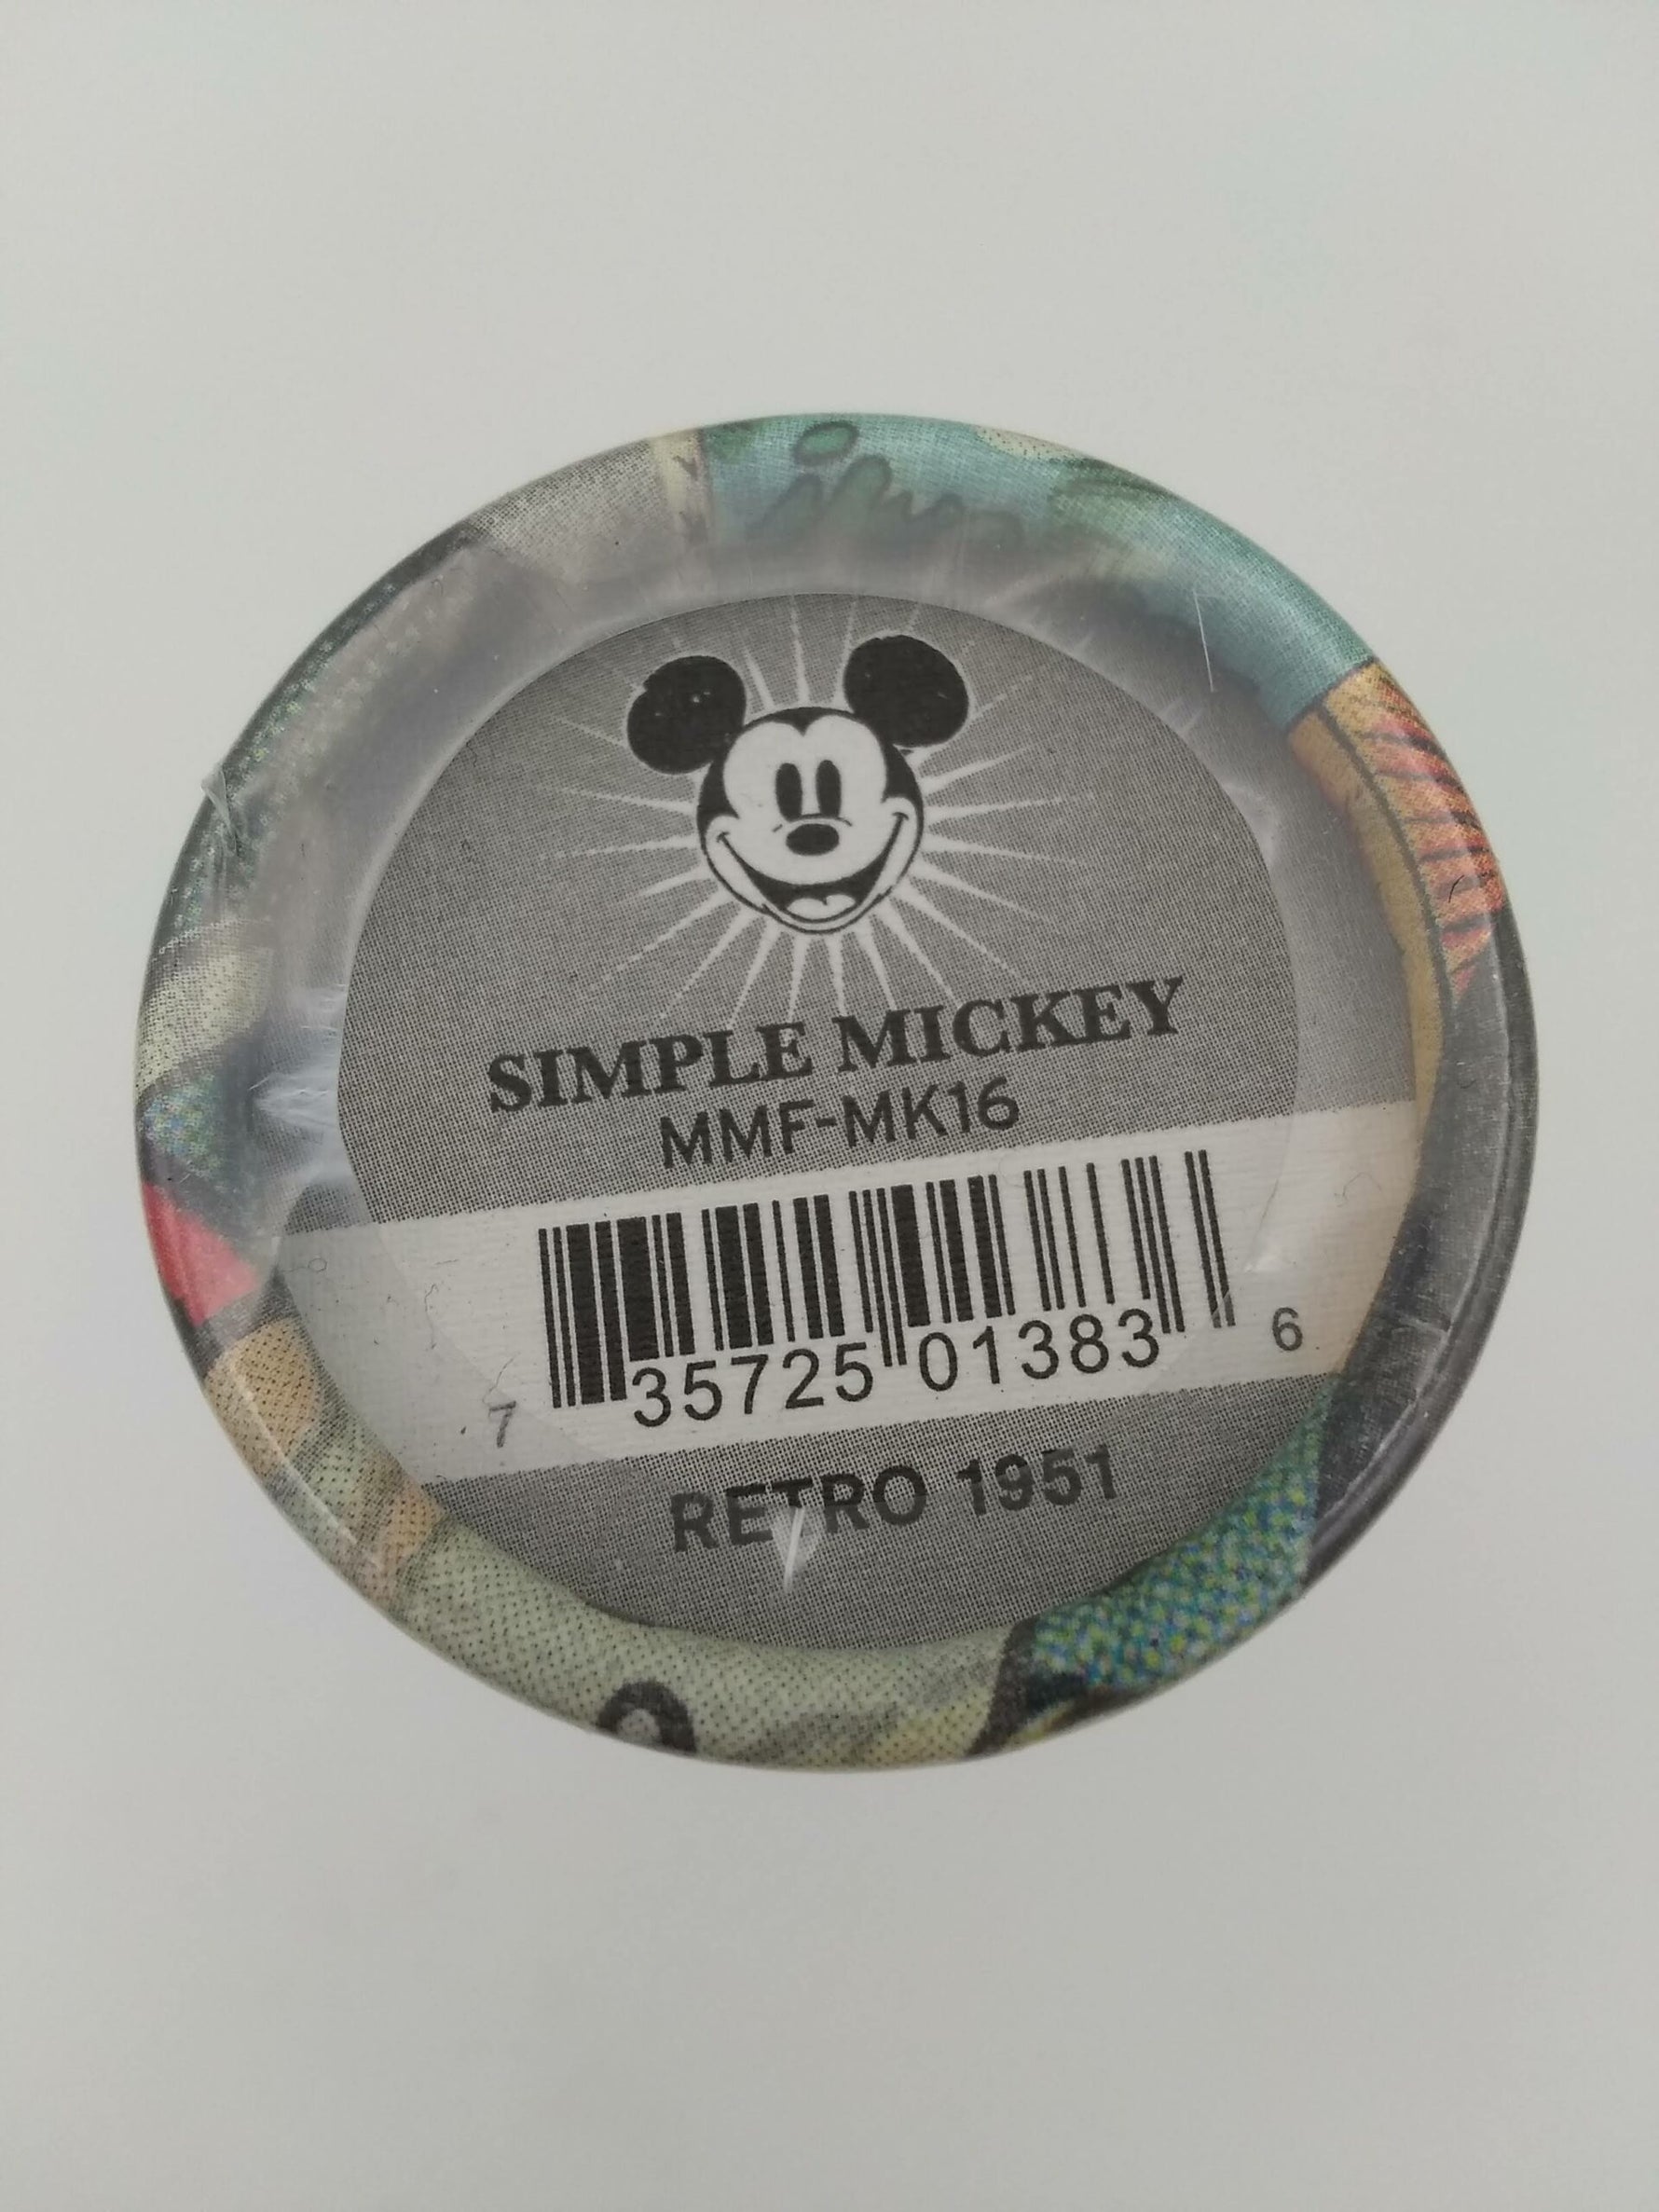 SIMPLE MICKEY
MMF-MK16
7 35725 01383 6
RETRO 1951